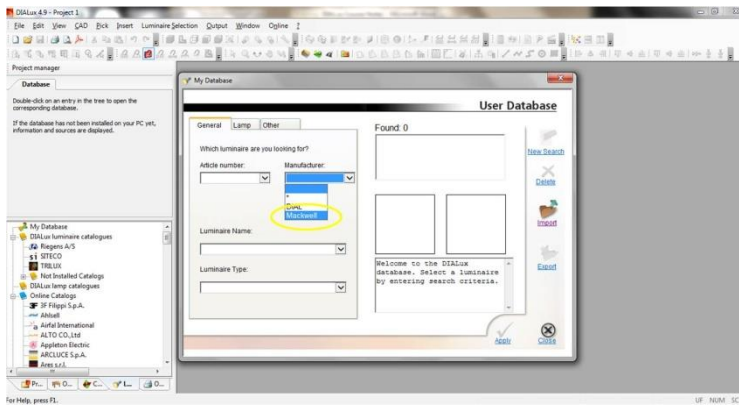 DIALux 4.9 - Project 1
File Edit View CAD Pick Insert Luminaire Selection Output Window Online ?
Project manager
Database
Double-click on an entry in the tree to open the
corresponding database.
If the database has not been installed on your PC yet,
information and sources are displayed.
My Database
DIALux luminaire catalogues
Riegens A/S
SITECO
TRILUX
Not Installed Catalogs
DIALux lamp catalogues
Online Catalogs
3F Filippi S.p.A.
Ahlsell
Airfal International
ALTO CO.,Ltd
Appleton Electric
ARCLUCE S.p.A.
Ares s.r.l.
Pr... O... C... L... O...
For Help, press F1.
UF NUM SC
My Database
User Database
General Lamp Other
Which luminaire are you looking for?
Article number: Manufacturer:
*
DIAL
Mackwell
Luminaire Name:
Luminaire Type:
Found: 0
Welcome to the DIALux
database. Select a luminaire
by entering search criteria.
New Search
Delete
Import
Export
Apply
Close